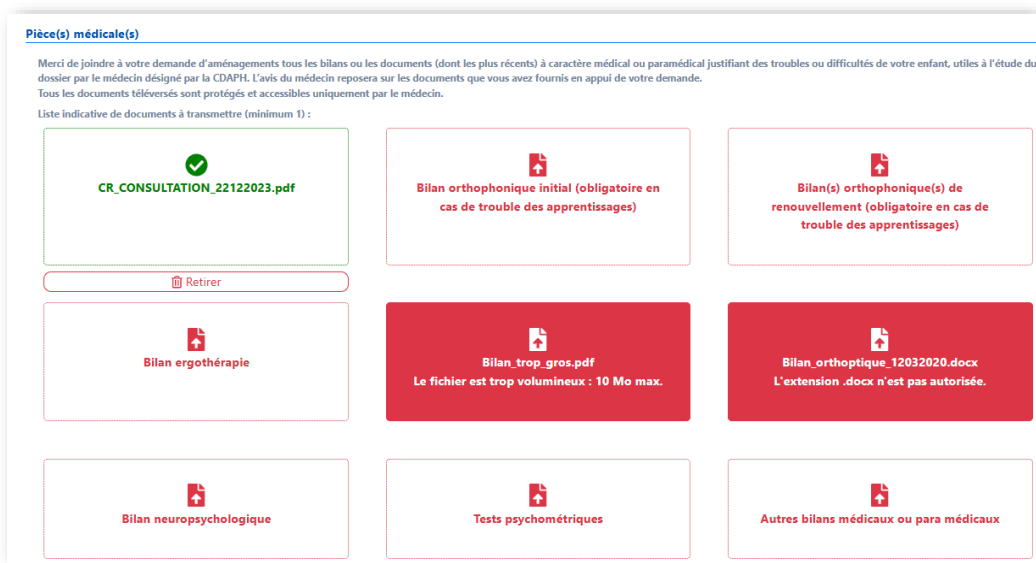 Pièce(s) médicale(s)
Merci de joindre à votre demande d'aménagements tous les bilans ou les documents (dont les plus récents) à caractère médical ou paramédical justifiant des troubles ou difficultés de votre enfant, utiles à l'étude du
dossier par le médecin désigné par la CDAPH. L'avis du médecin reposera sur les documents que vous avez fournis en appui de votre demande.
Tous les documents téléversés sont protégés et accessibles uniquement par le médecin.
Liste indicative de documents à transmettre (minimum 1) :
CR_CONSULTATION_22122023.pdf
Retirer
Bilan orthophonique initial (obligatoire en
cas de trouble des apprentissages)
Bilan(s) orthophonique(s) de
renouvellement (obligatoire en cas de
trouble des apprentissages)
Bilan ergothérapie
Bilan_trop_gros.pdf
Le fichier est trop volumineux : 10 Mo max.
Bilan_orthoptique_12032020.docx
L'extension .docx n'est pas autorisée.
Bilan neuropsychologique
Tests psychométriques
Autres bilans médicaux ou para médicaux